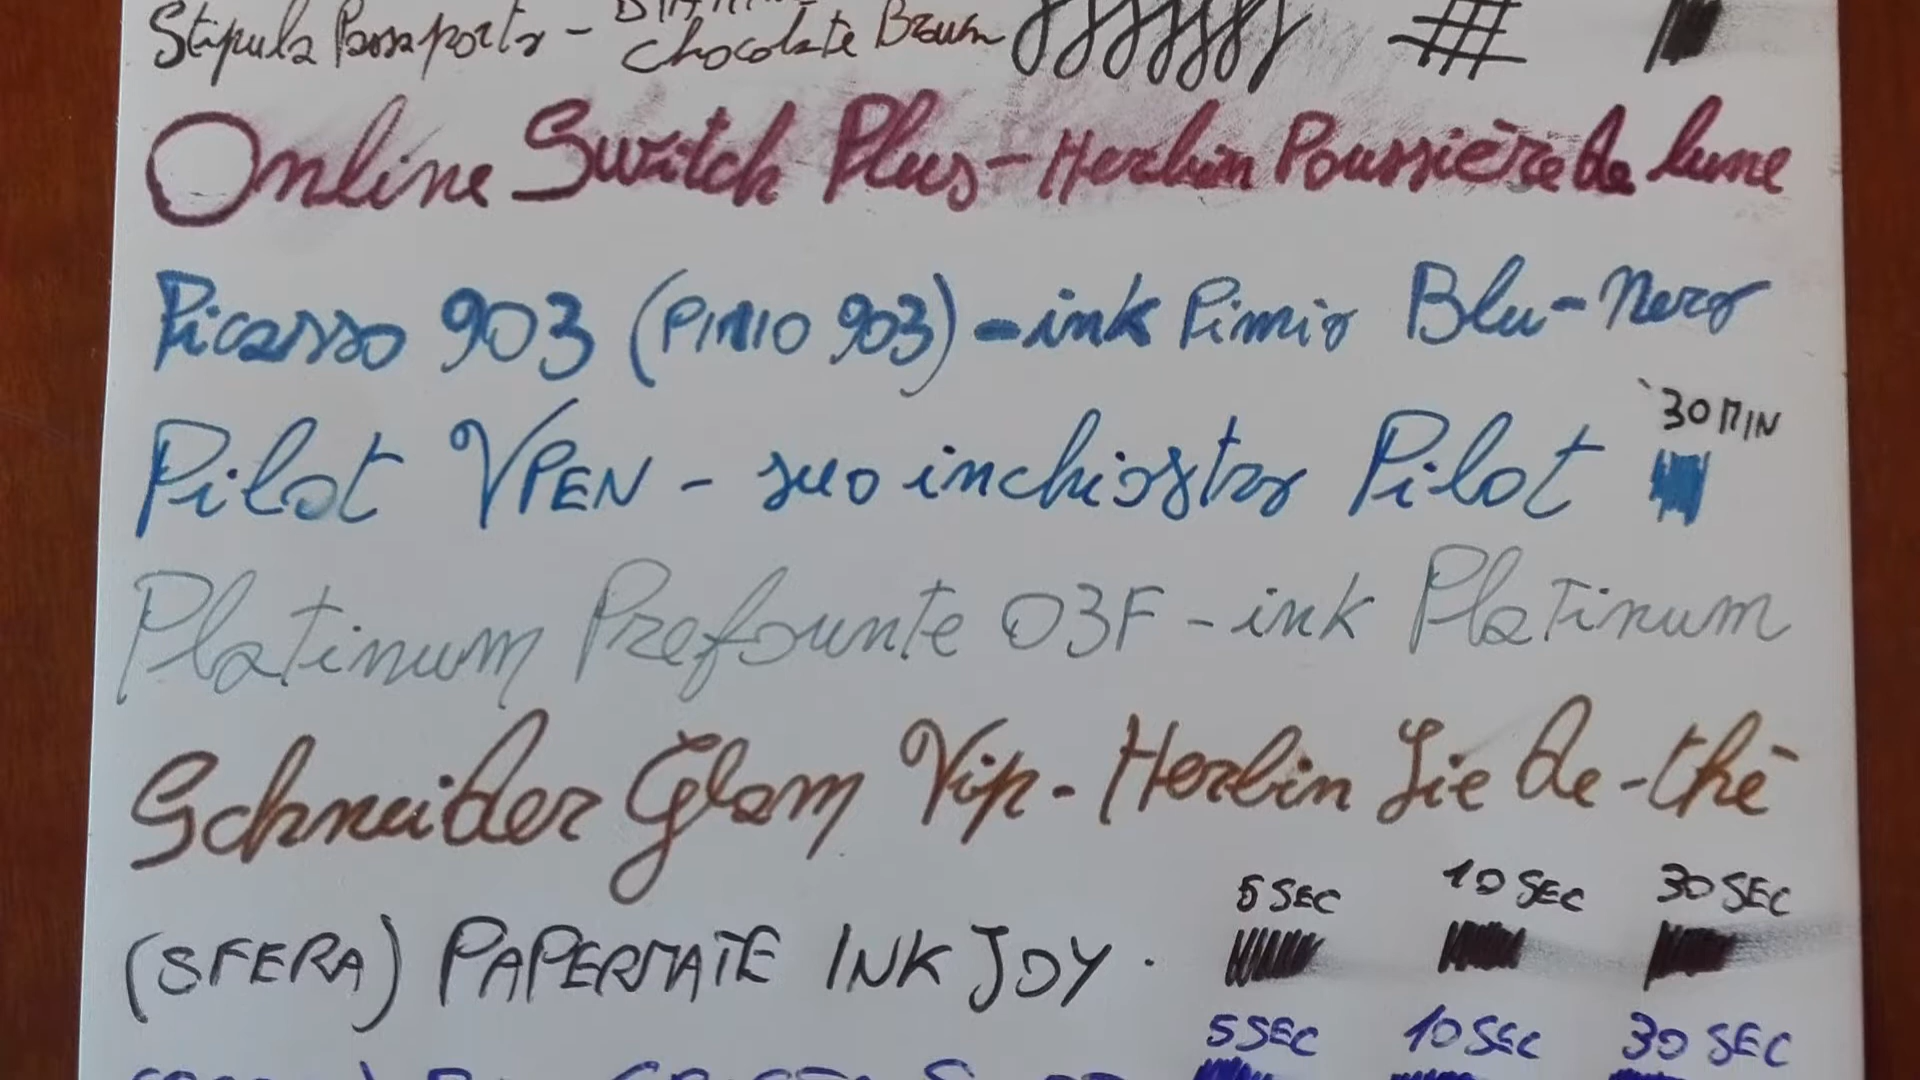 Stipula Passaporto -
Chocolate Brown
Online Switch Plus - Herbin Poussière de lune
Picasso 903 (PIMIO 903) - ink Pimio Blu-Nero
30 MIN
Pilot VPEN - suo inchiostro Pilot
Platinum Prefounte 03F - ink Platinum
Schneider Glam Vip - Herbin Lie de-thè
5 SEC 10 SEC 30 SEC
(SFERA) PAPERMATE INK JOY.
5 SEC 10 SEC 30 SEC